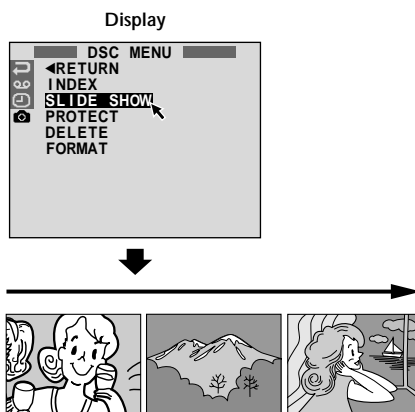 Display
DSC MENU
◀RETURN
INDEX
SLIDE SHOW
PROTECT
DELETE
FORMAT